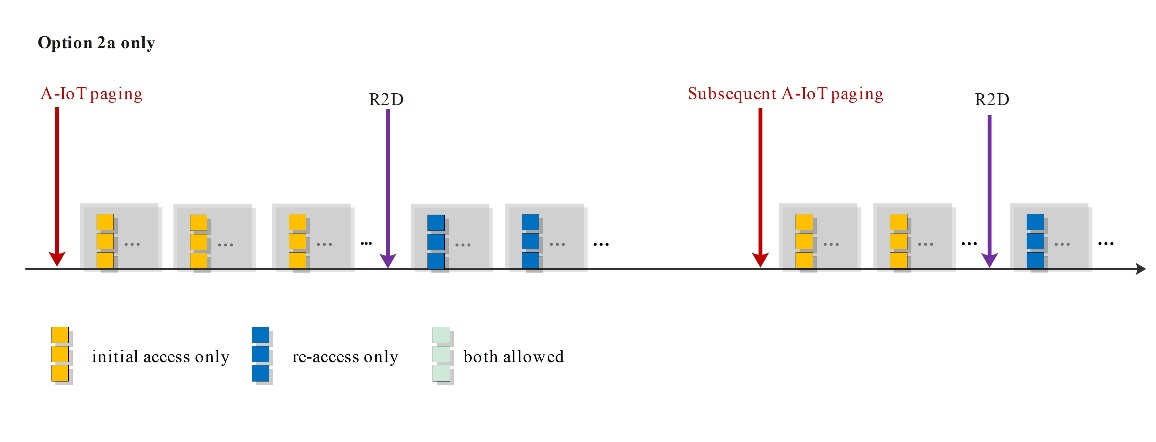 Option 2a only
A-IoT paging
R2D
Subsequent A-IoT paging
R2D
... ... ... ... ... ... ... ... ... ... ... ...
initial access only
re-access only
both allowed